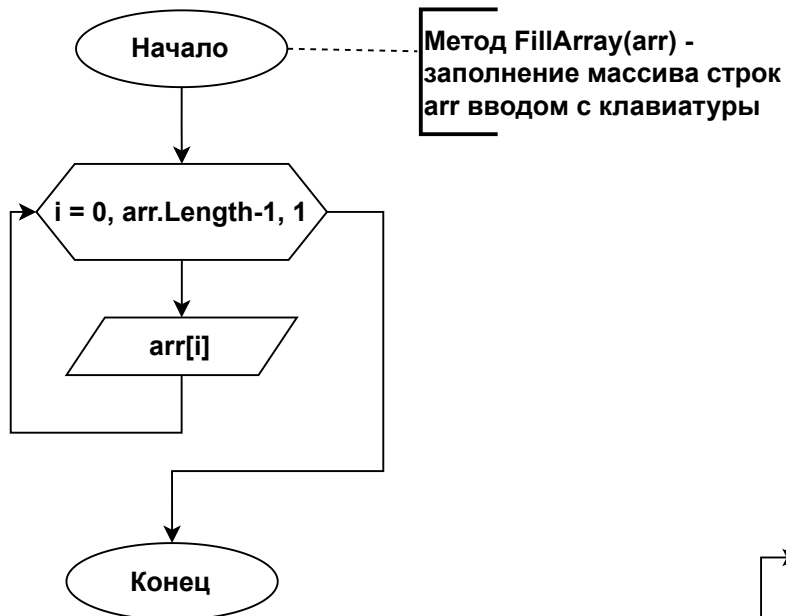 Начало
Метод FillArray(arr) -
заполнение массива строк
arr вводом с клавиатуры
i = 0, arr.Length-1, 1
arr[i]
Конец